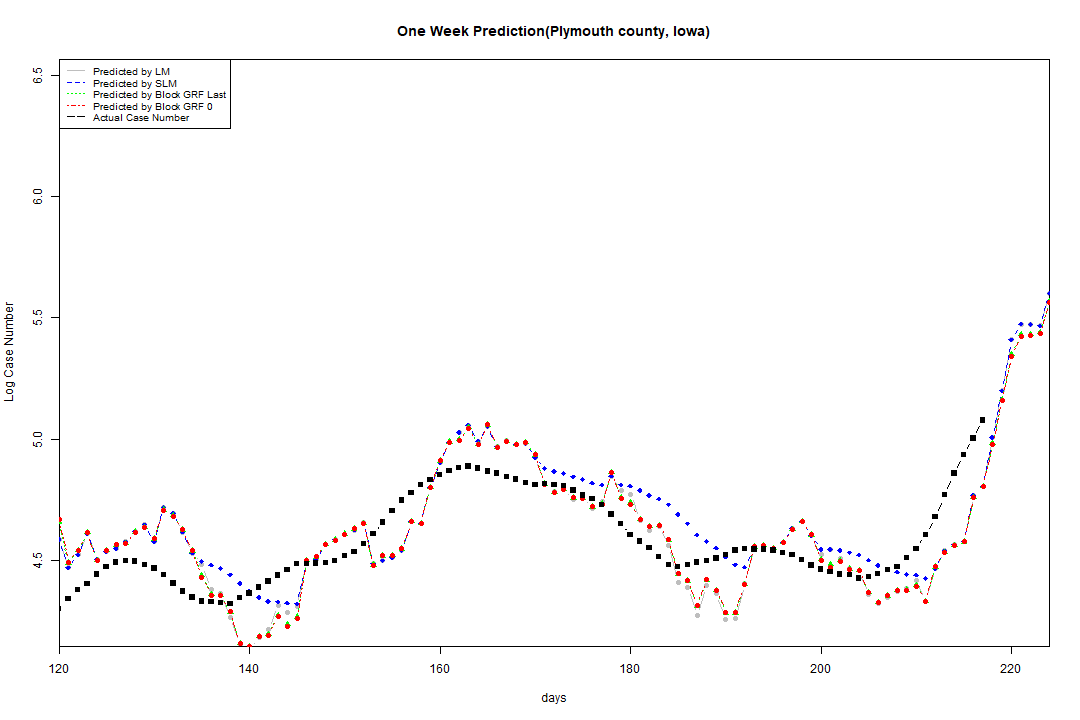 One Week Prediction(Plymouth county, Iowa)
Predicted by LM
Predicted by SLM
Predicted by Block GRF Last
Predicted by Block GRF 0
Actual Case Number
6.5
6.0
5.5
5.0
4.5
Log Case Number
120 140 160 180 200 220
days